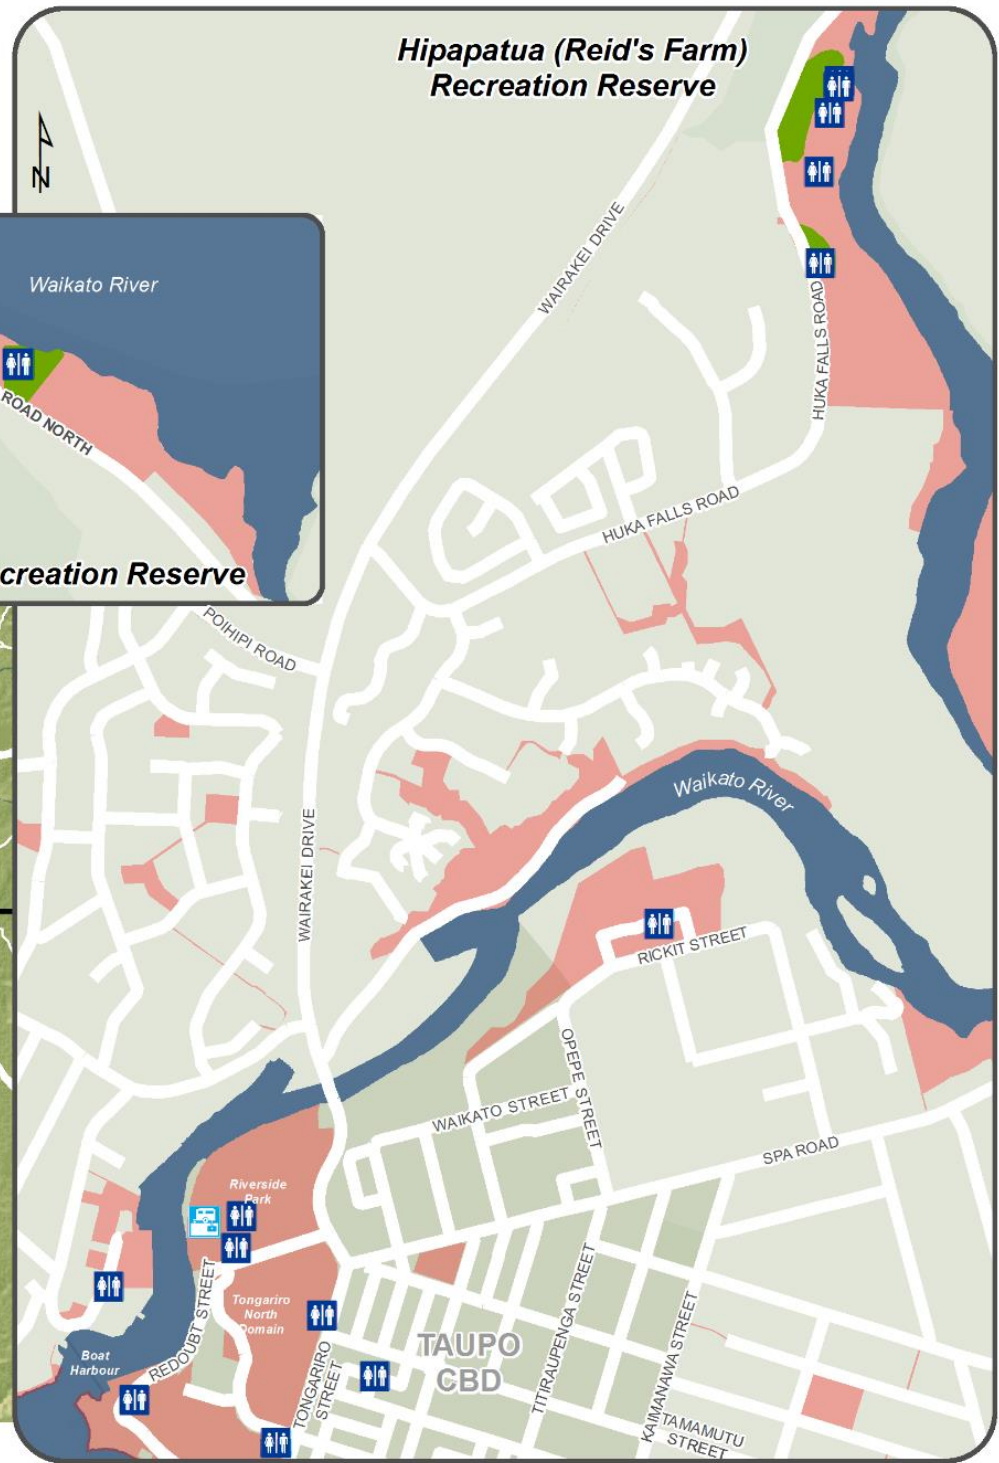 Hipapatua (Reid's Farm)
Recreation Reserve
N
WAIRAKEI DRIVE
Waikato River
HUKA FALLS ROAD
ROAD NORTH
HUKA FALLS ROAD
creation Reserve
POIHIPI ROAD
Waikato River
WAIRAKEI DRIVE
RICKIT STREET
OPEPE STREET
WAIKATO STREET
SPA ROAD
Riverside
Park
REDOUBT STREET
Tongariro
North
Domain
TITIRAUPENGA STREET
KAIMANAWA STREET
TAUPO
CBD
Boat
Harbour
TONGARIRO
STREET
TAMAMUTU
STREET